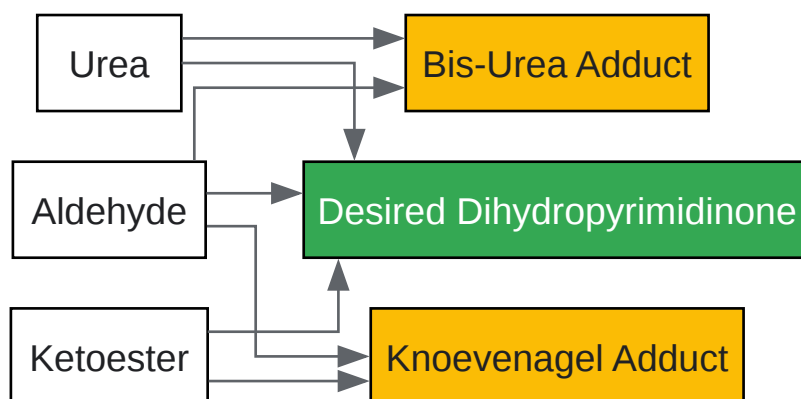 Urea
Bis-Urea Adduct
Aldehyde
Desired Dihydropyrimidinone
Ketoester
Knoevenagel Adduct